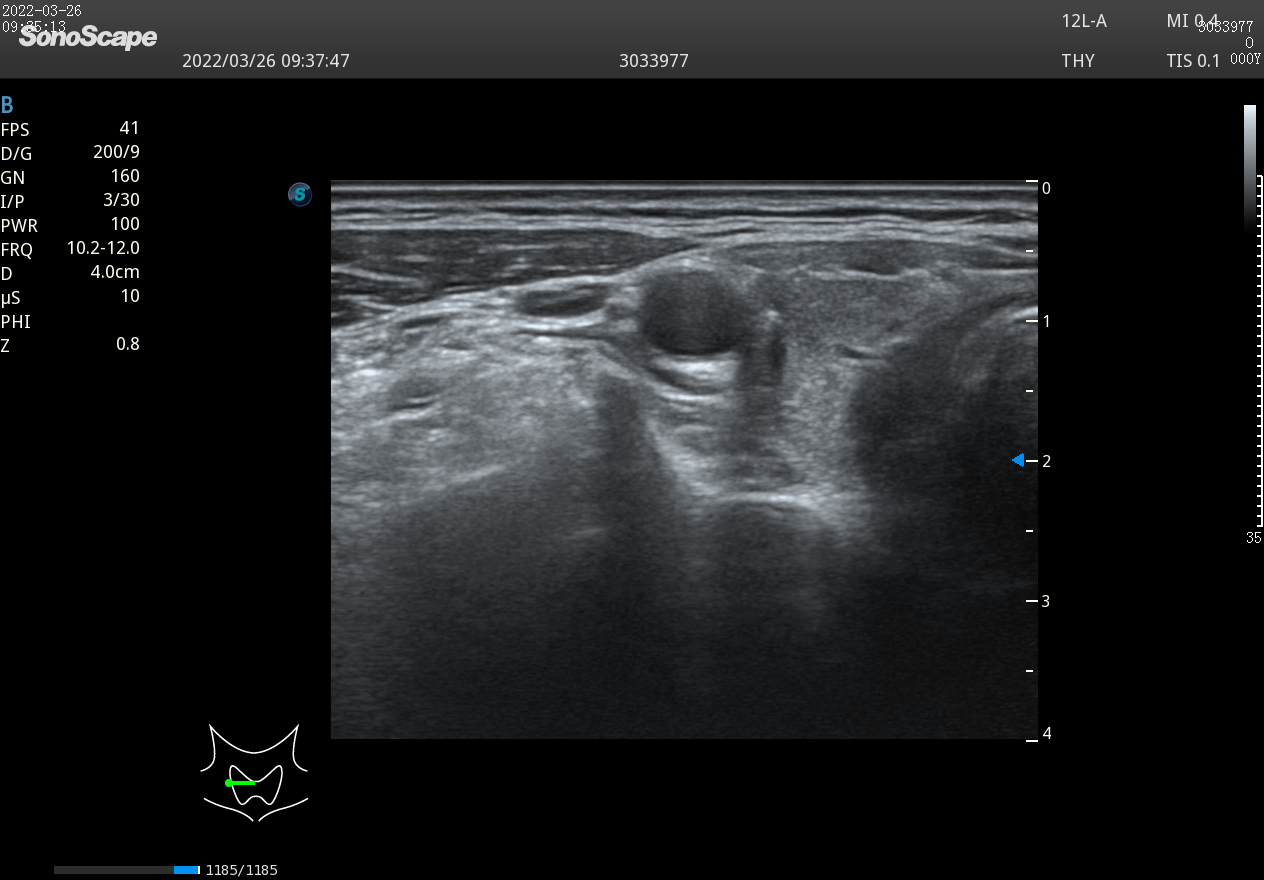 2022-03-26
09:35:13
SonoScape
12L-A
MI 0.4
3033977
0
000Y
2022/03/26 09:37:47
3033977
THY
TIS 0.1
B
FPS 41
D/G 200/9
GN 160
I/P 3/30
PWR 100
FRQ 10.2-12.0
D 4.0cm
µS 10
PHI
Z 0.8
S
0
1
2
3
4
35
1185/1185